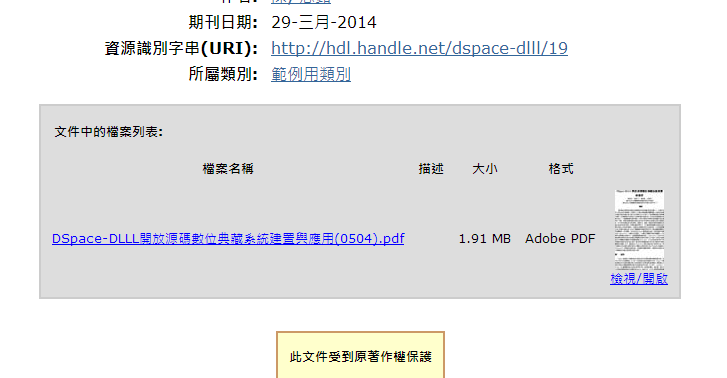 期刊日期: 29-三月-2014
資源識別字串(URI): http://hdl.handle.net/dspace-dlll/19
所屬類別: 範例用類別
文件中的檔案列表:
檔案名稱 描述 大小 格式
DSpace-DLLL開放源碼數位典藏系統建置與應用(0504).pdf 1.91 MB Adobe PDF
檢視/開啟
此文件受到原著作權保護